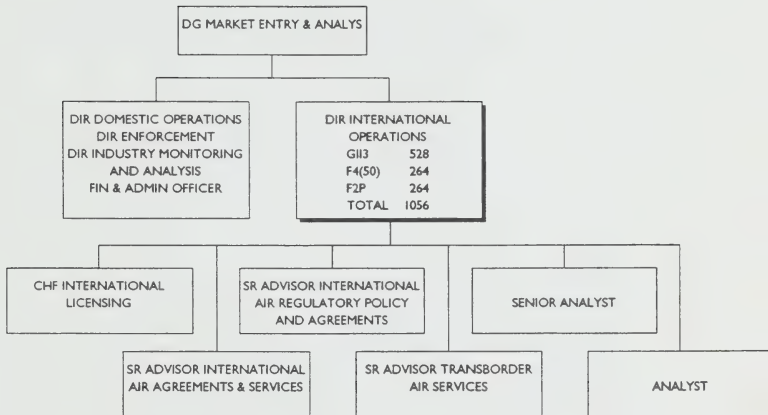 DG MARKET ENTRY & ANALYS
DIR DOMESTIC OPERATIONS
DIR ENFORCEMENT
DIR INDUSTRY MONITORING
AND ANALYSIS
FIN & ADMIN OFFICER
DIR INTERNATIONAL
OPERATIONS
GII3 528
F4(50) 264
F2P 264
TOTAL 1056
CHF INTERNATIONAL
LICENSING
SR ADVISOR INTERNATIONAL
AIR REGULATORY POLICY
AND AGREEMENTS
SENIOR ANALYST
SR ADVISOR INTERNATIONAL
AIR AGREEMENTS & SERVICES
SR ADVISOR TRANSBORDER
AIR SERVICES
ANALYST